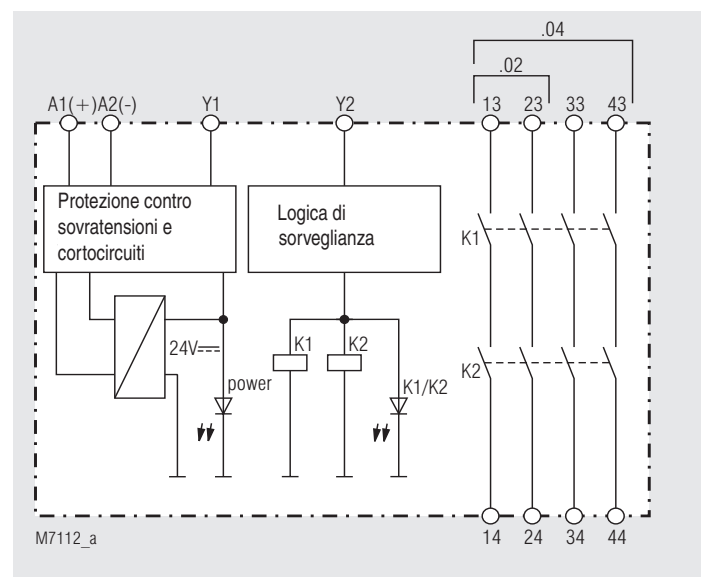 .04
.02
A1(+) A2(-) Y1 Y2 13 23 33 43
Protezione contro
sovratensioni e
cortocircuiti
Logica di
sorveglianza
K1
24V
K1 K2
K2
power
K1/K2
M7112_a
14 24 34 44